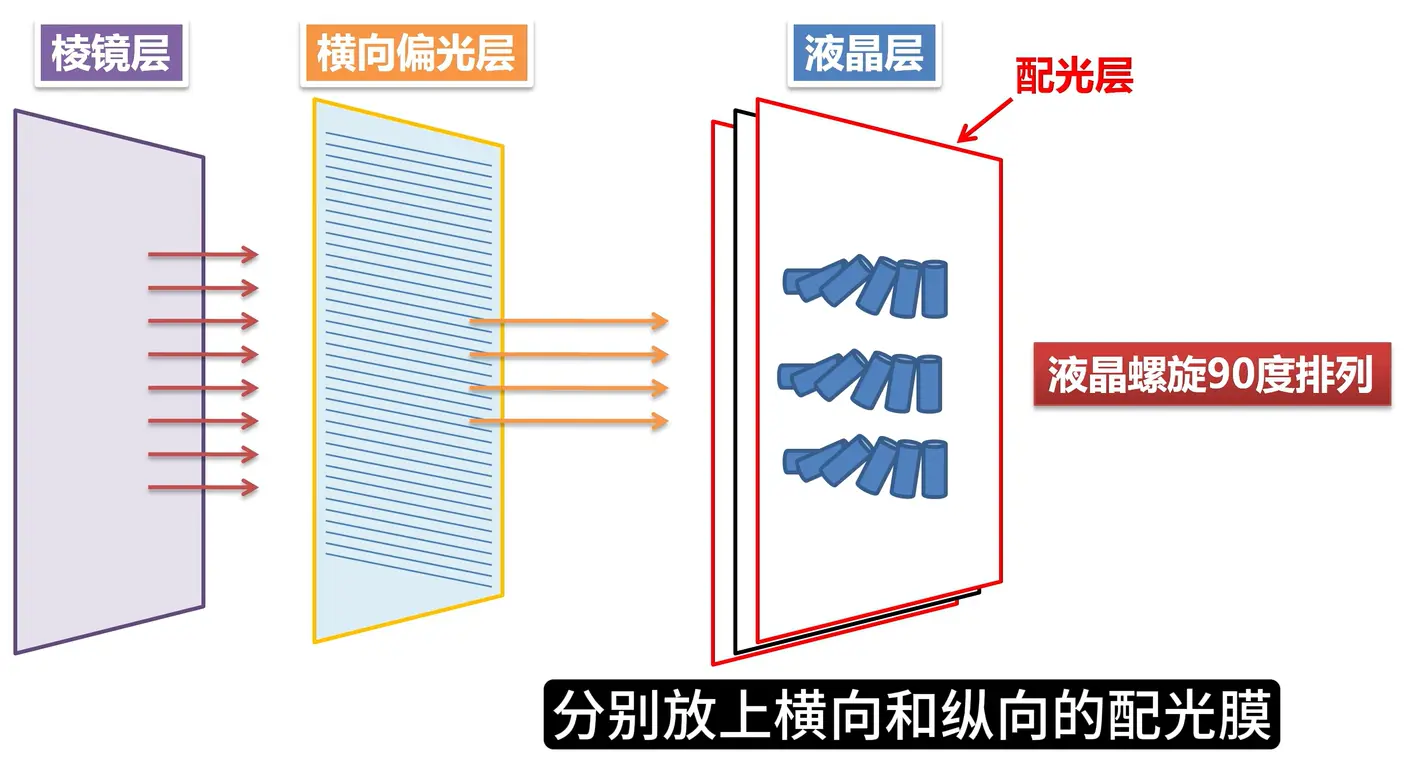 棱镜层
横向偏光层
液晶层
配光层
液晶螺旋90度排列
分别放上横向和纵向的配光膜